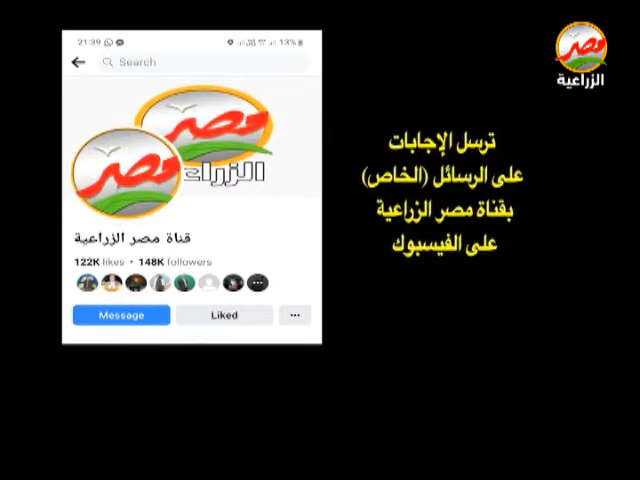 21:39
13%
Search
مصر
الزراعية
مصر
الزراع
مصر
قناة مصر الزراعية
122K likes • 148K followers
Message
Liked
ترسل الإجابات
على الرسائل (الخاص)
بقناة مصر الزراعية
على الفيسبوك